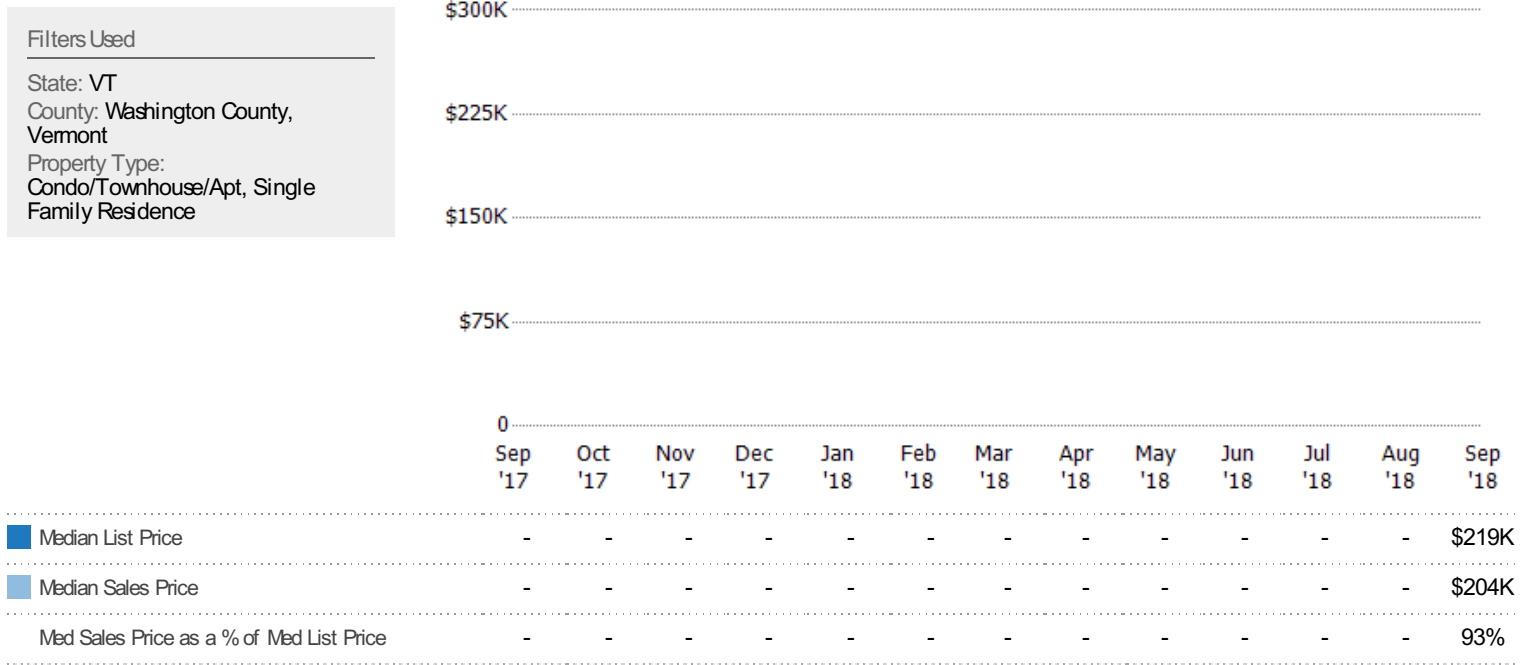 Filters Used
State: VT
County: Washington County,
Vermont
Property Type:
Condo/Townhouse/Apt, Single
Family Residence
$300K
$225K
$150K
$75K
0
Sep Oct Nov Dec Jan Feb Mar Apr May Jun Jul Aug Sep
'17 '17 '17 '17 '18 '18 '18 '18 '18 '18 '18 '18 '18
Median List Price - - - - - - - - - - - - $219K
Median Sales Price - - - - - - - - - - - - $204K
Med Sales Price as a % of Med List Price - - - - - - - - - - - - 93%